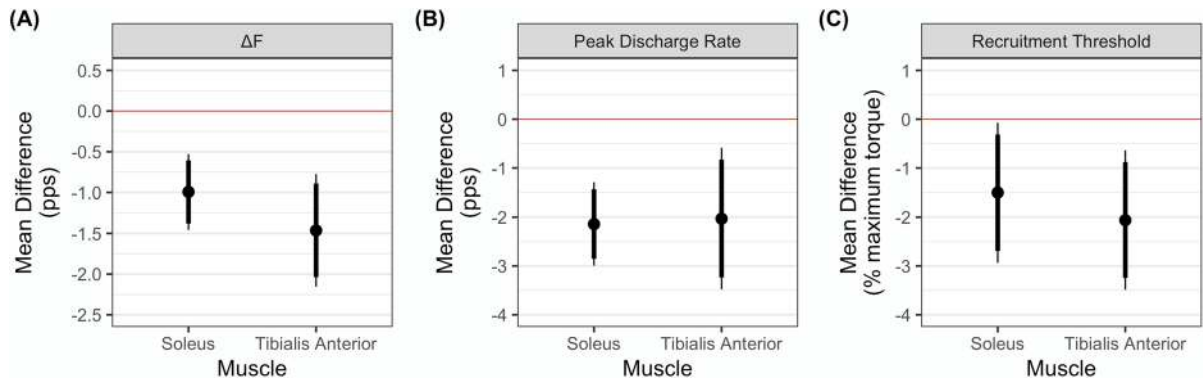 (A)
ΔF
Mean Difference
(pps)
0.5
0.0
-0.5
-1.0
-1.5
-2.0
-2.5
Soleus Tibialis Anterior
Muscle
(B)
Peak Discharge Rate
Mean Difference
(pps)
1
0
-1
-2
-3
-4
Soleus Tibialis Anterior
Muscle
(C)
Recruitment Threshold
Mean Difference
(% maximum torque)
1
0
-1
-2
-3
-4
Soleus Tibialis Anterior
Muscle